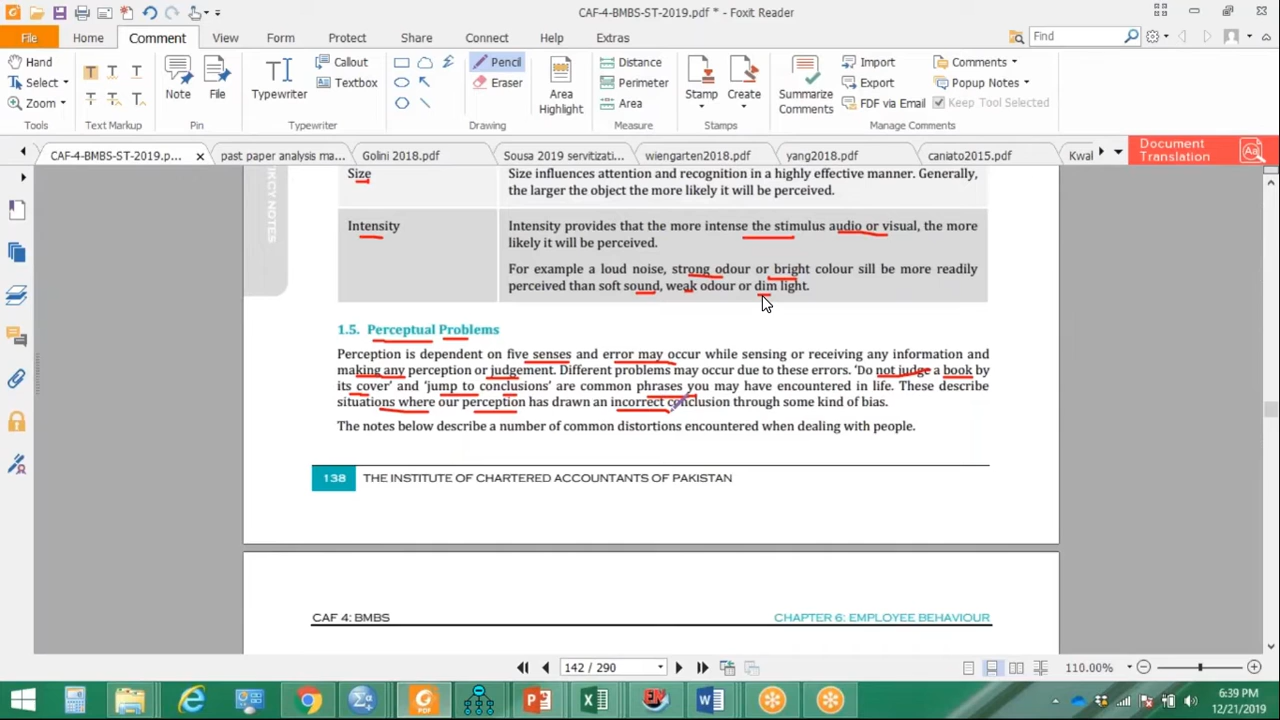 CAF-4-BMBS-ST-2019.pdf * - Foxit Reader
File Home Comment View Form Protect Share Connect Help Extras Find
Hand
Select
Zoom
Tools
Text Markup
Note
File
Pin
Typewriter
Callout
Textbox
Typewriter
Pencil
Eraser
Drawing
Area Highlight
Distance
Perimeter
Area
Measure
Stamp
Create
Stamps
Summarize Comments
Import
Export
FDF via Email
Comments
Popup Notes
Keep Tool Selected
Manage Comments
CAF-4-BMBS-ST-2019.p... past paper analysis ma... Golini 2018.pdf Sousa 2019 servitizati... wiengarten2018.pdf yang2018.pdf caniato2015.pdf Kwal
Document Translation
KCY NOTES
Size
Size influences attention and recognition in a highly effective manner. Generally,
the larger the object the more likely it will be perceived.
Intensity
Intensity provides that the more intense the stimulus audio or visual, the more
likely it will be perceived.
For example a loud noise, strong odour or bright colour sill be more readily
perceived than soft sound, weak odour or dim light.
1.5. Perceptual Problems
Perception is dependent on five senses and error may occur while sensing or receiving any information and
making any perception or judgement. Different problems may occur due to these errors. 'Do not judge a book by
its cover' and 'jump to conclusions' are common phrases you may have encountered in life. These describe
situations where our perception has drawn an incorrect conclusion through some kind of bias.
The notes below describe a number of common distortions encountered when dealing with people.
138 THE INSTITUTE OF CHARTERED ACCOUNTANTS OF PAKISTAN
CAF 4: BMBS CHAPTER 6: EMPLOYEE BEHAVIOUR
142 / 290 110.00%
6:39 PM
12/21/2019